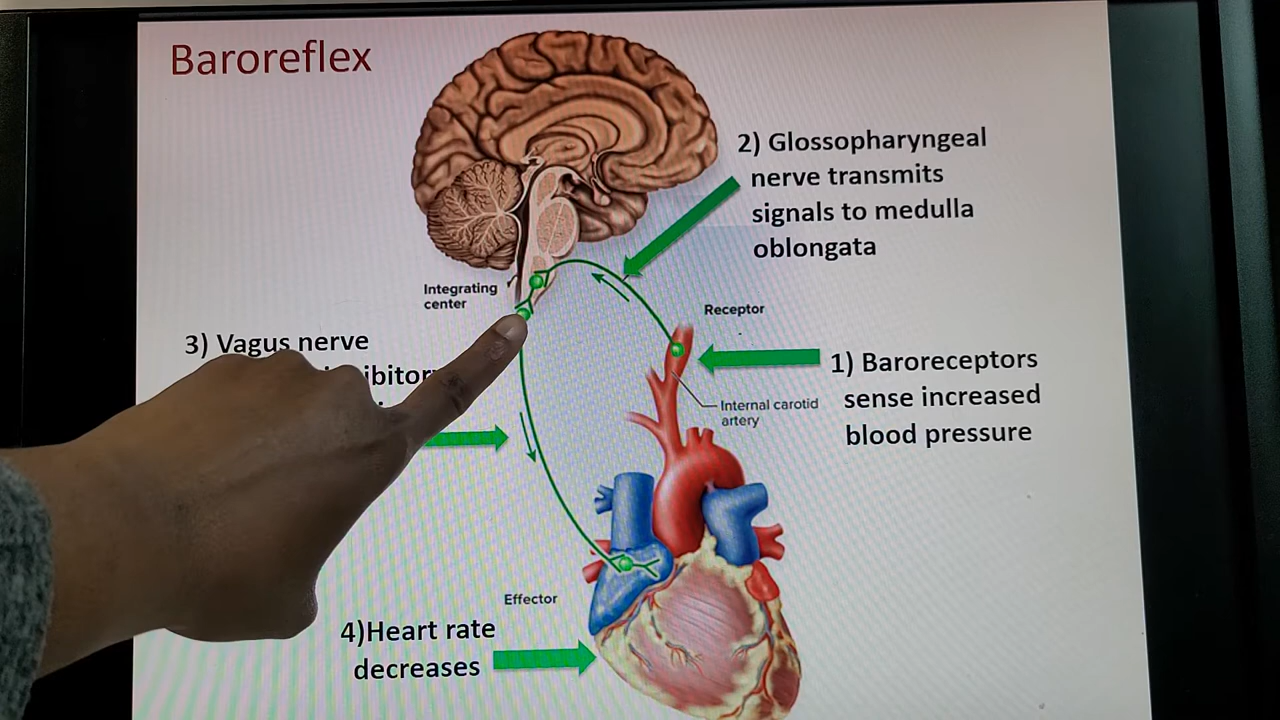 Baroreflex
2) Glossopharyngeal
nerve transmits
signals to medulla
oblongata
Integrating
center
Receptor
3) Vagus nerve
1) Baroreceptors
sense increased
blood pressure
Internal carotid
artery
Effector
4)Heart rate
decreases